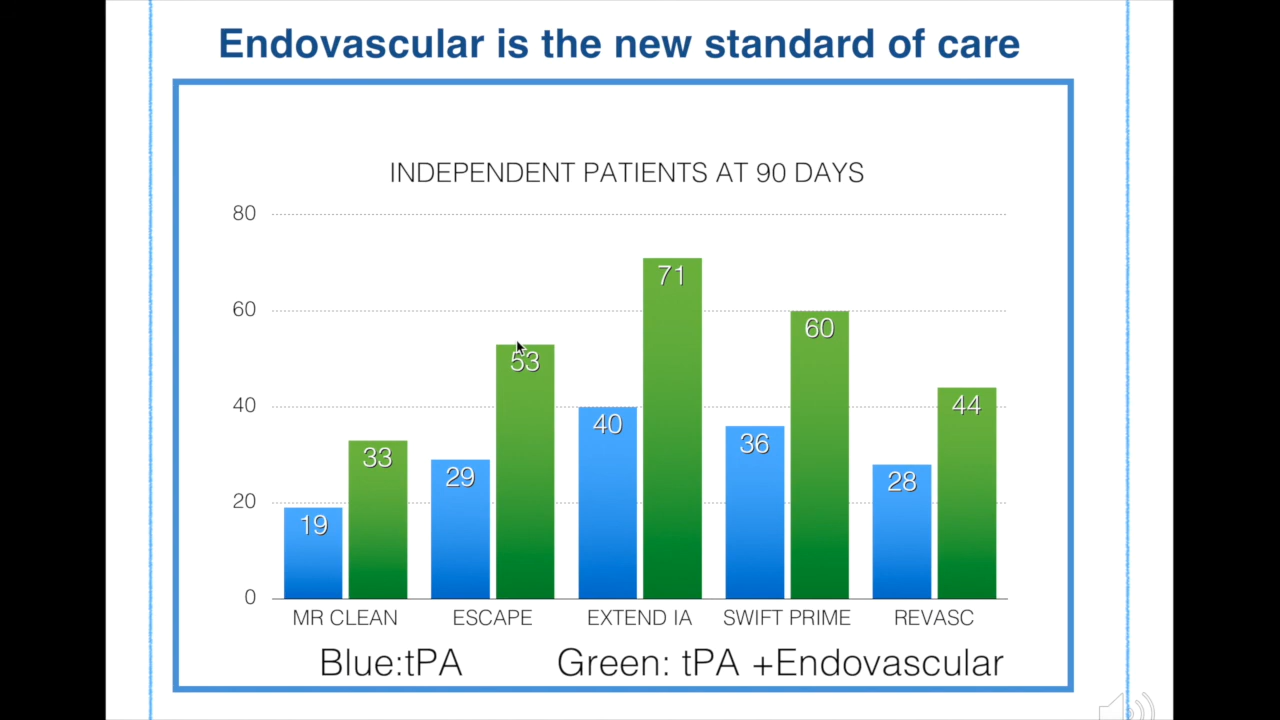 Endovascular is the new standard of care
INDEPENDENT PATIENTS AT 90 DAYS
80
60
40
20
0
19
33
29
53
40
71
36
60
28
44
MR CLEAN
ESCAPE
EXTEND IA
SWIFT PRIME
REVASC
Blue:tPA
Green: tPA +Endovascular